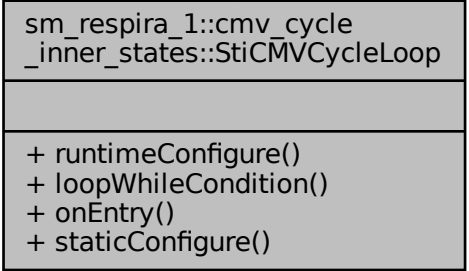 sm_respira_1::cmv_cycle
_inner_states::StiCMVCycleLoop
+ runtimeConfigure()
+ loopWhileCondition()
+ onEntry()
+ staticConfigure()